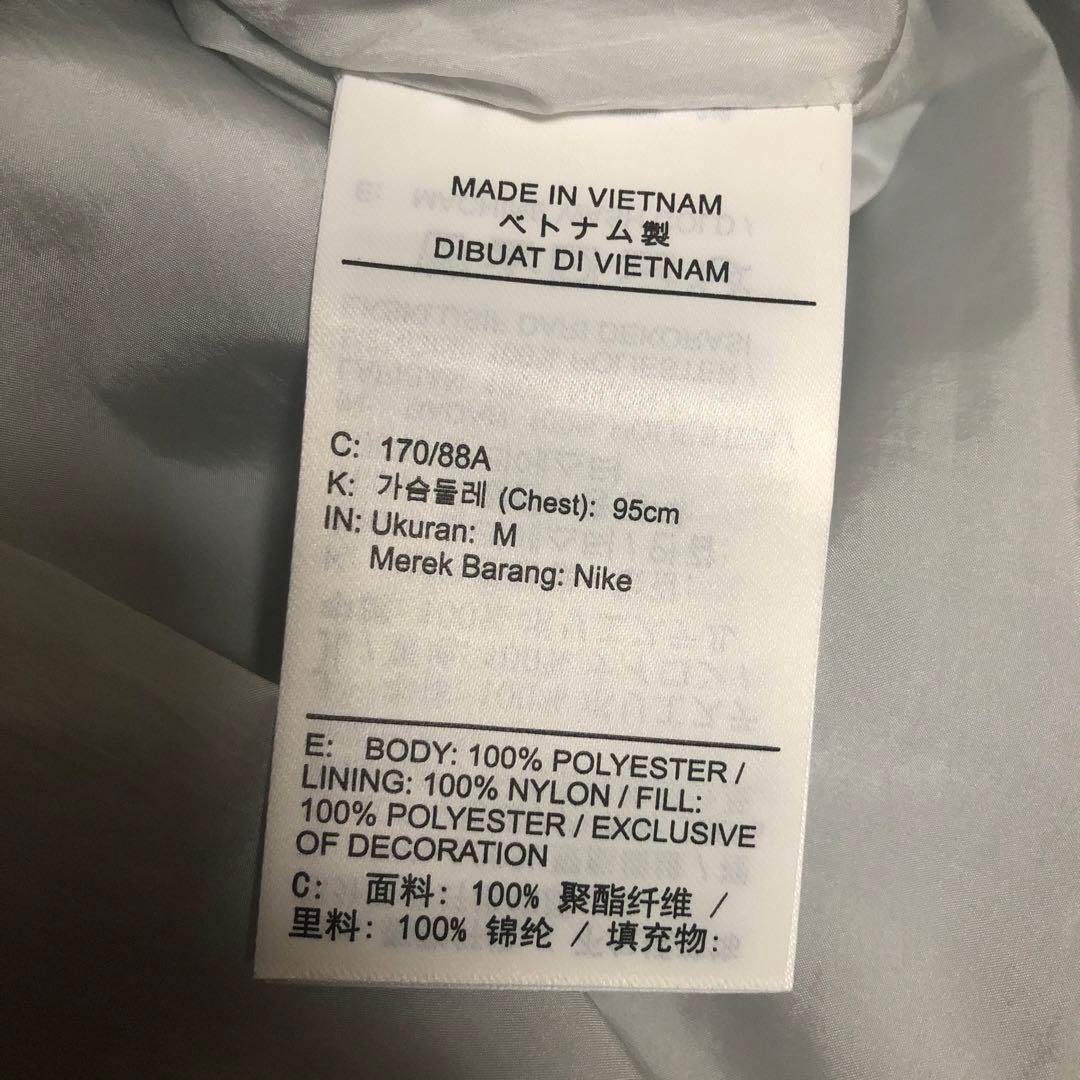 MADE IN VIETNAM
ベトナム製
DIBUAT DI VIETNAM
C: 170/88A
K: 가슴둘레 (Chest): 95cm
IN: Ukuran: M
Merek Barang: Nike
E: BODY: 100% POLYESTER /
LINING: 100% NYLON / FILL:
100% POLYESTER / EXCLUSIVE
OF DECORATION
C: 面料: 100% 聚酯纤维 /
里料: 100% 锦纶 / 填充物: